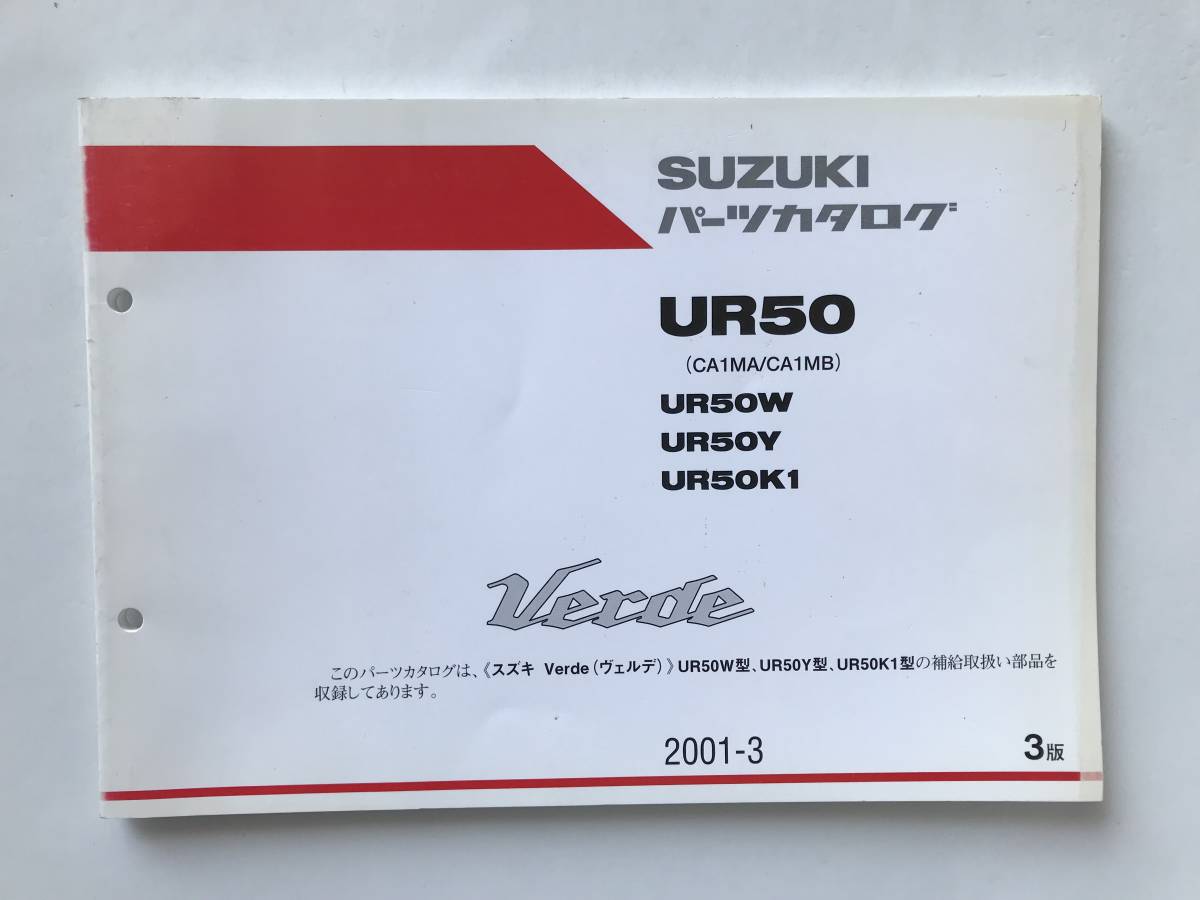 SUZUKI
パーツカタログ
UR50
(CA1MA/CA1MB)
UR50W
UR50Y
UR50K1
Verde
このパーツカタログは、《スズキ Verde(ヴェルデ)》UR50W型、UR50Y型、UR50K1型の補給取扱い部品を
収録してあります。
2001-3 3版